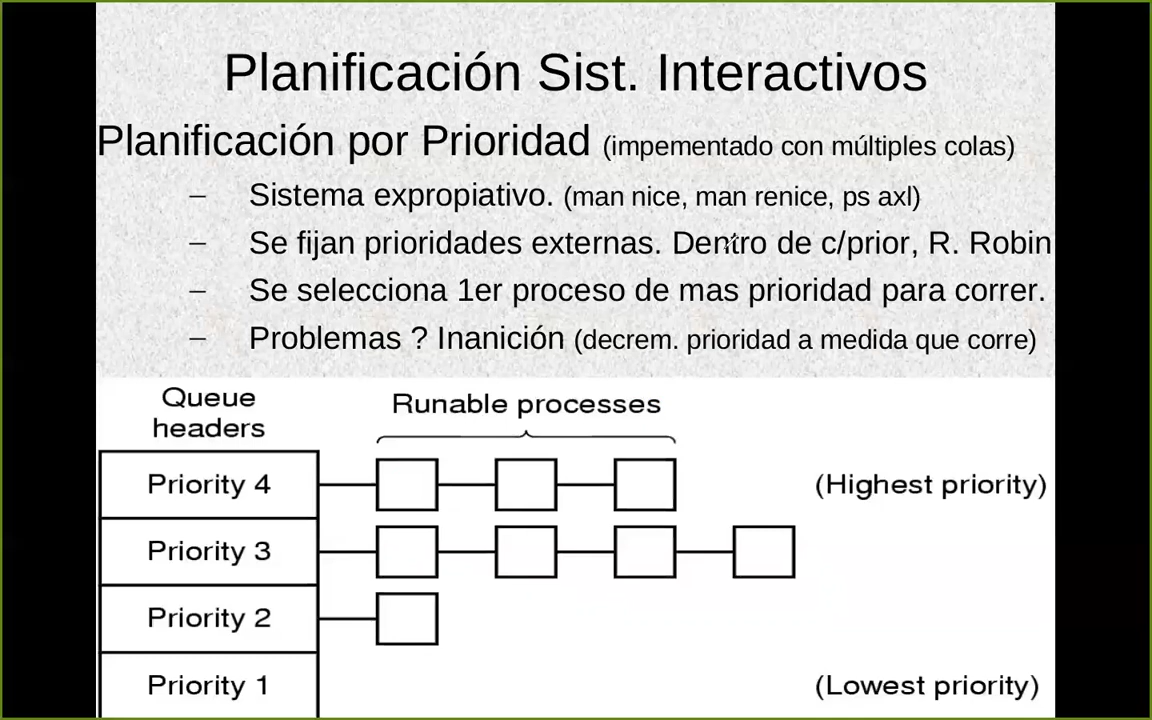 Planificación Sist. Interactivos
Planificación por Prioridad (impementado con múltiples colas)
– Sistema expropiativo. (man nice, man renice, ps axl)
– Se fijan prioridades externas. Dentro de c/prior, R. Robin
– Se selecciona 1er proceso de mas prioridad para correr.
– Problemas ? Inanición (decrem. prioridad a medida que corre)
Queue
headers
Runable processes
Priority 4
(Highest priority)
Priority 3
Priority 2
Priority 1
(Lowest priority)